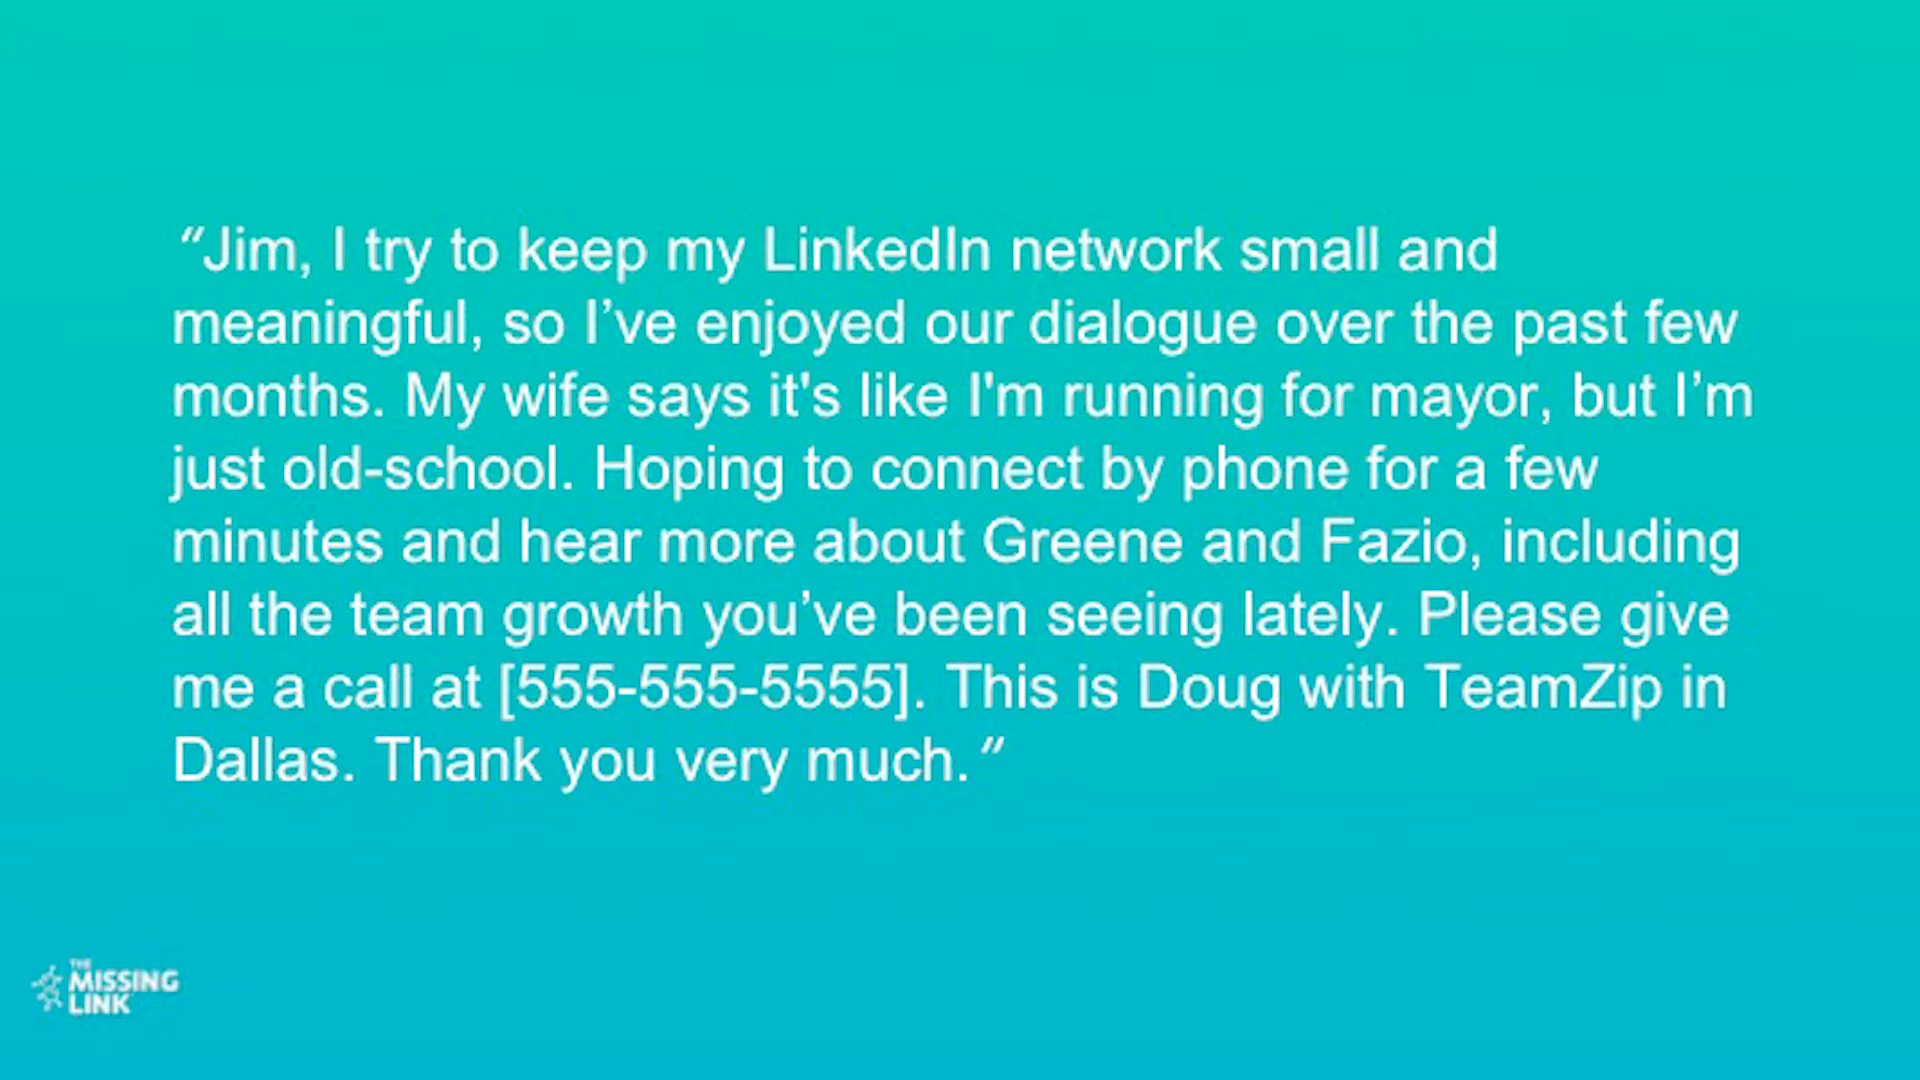 “Jim, I try to keep my LinkedIn network small and
meaningful, so I’ve enjoyed our dialogue over the past few
months. My wife says it's like I'm running for mayor, but I’m
just old-school. Hoping to connect by phone for a few
minutes and hear more about Greene and Fazio, including
all the team growth you’ve been seeing lately. Please give
me a call at [555-555-5555]. This is Doug with TeamZip in
Dallas. Thank you very much.”
THE
MISSING
LINK